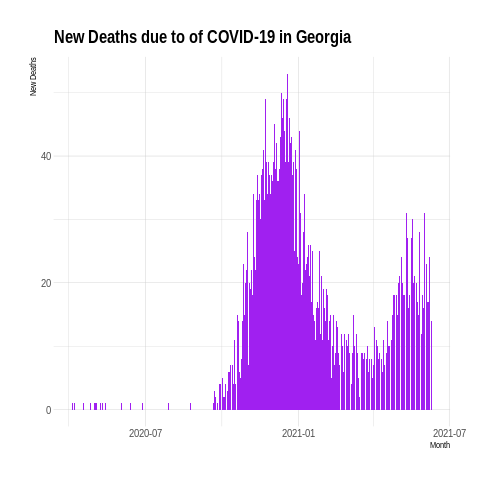 New Deaths due to of COVID-19 in Georgia
New Deaths
40
20
0
2020-07
2021-01
2021-07
Month